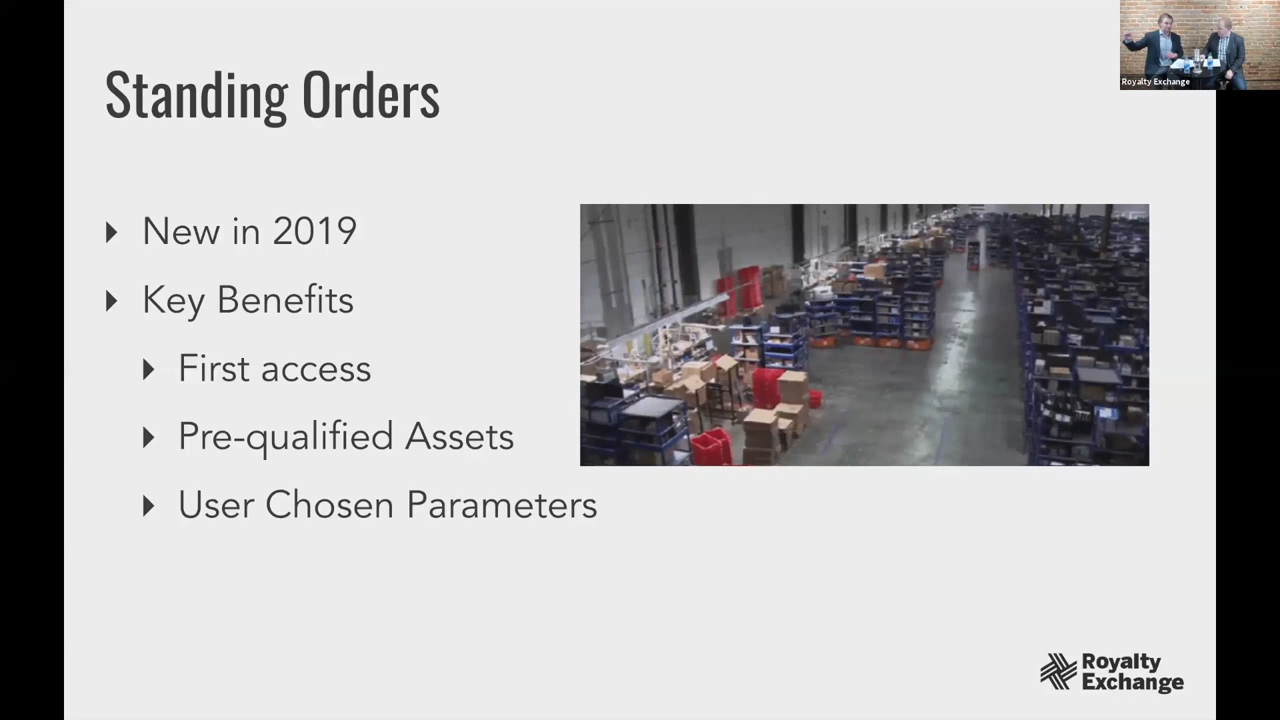 Royalty Exchange
Standing Orders
New in 2019
Key Benefits
First access
Pre-qualified Assets
User Chosen Parameters
Royalty
Exchange